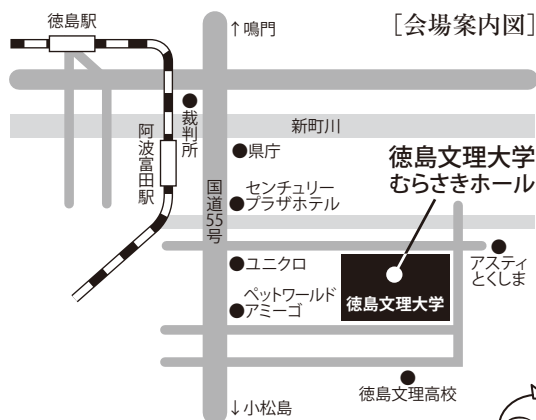 徳島駅
↑鳴門
［会場案内図］
裁判所
新町川
阿波富田駅
県庁
徳島文理大学
むらさきホール
国道55号
センチュリー
プラザホテル
ユニクロ
アスティ
とくしま
ペットワールド
アミーゴ
徳島文理大学
徳島文理高校
↓小松島